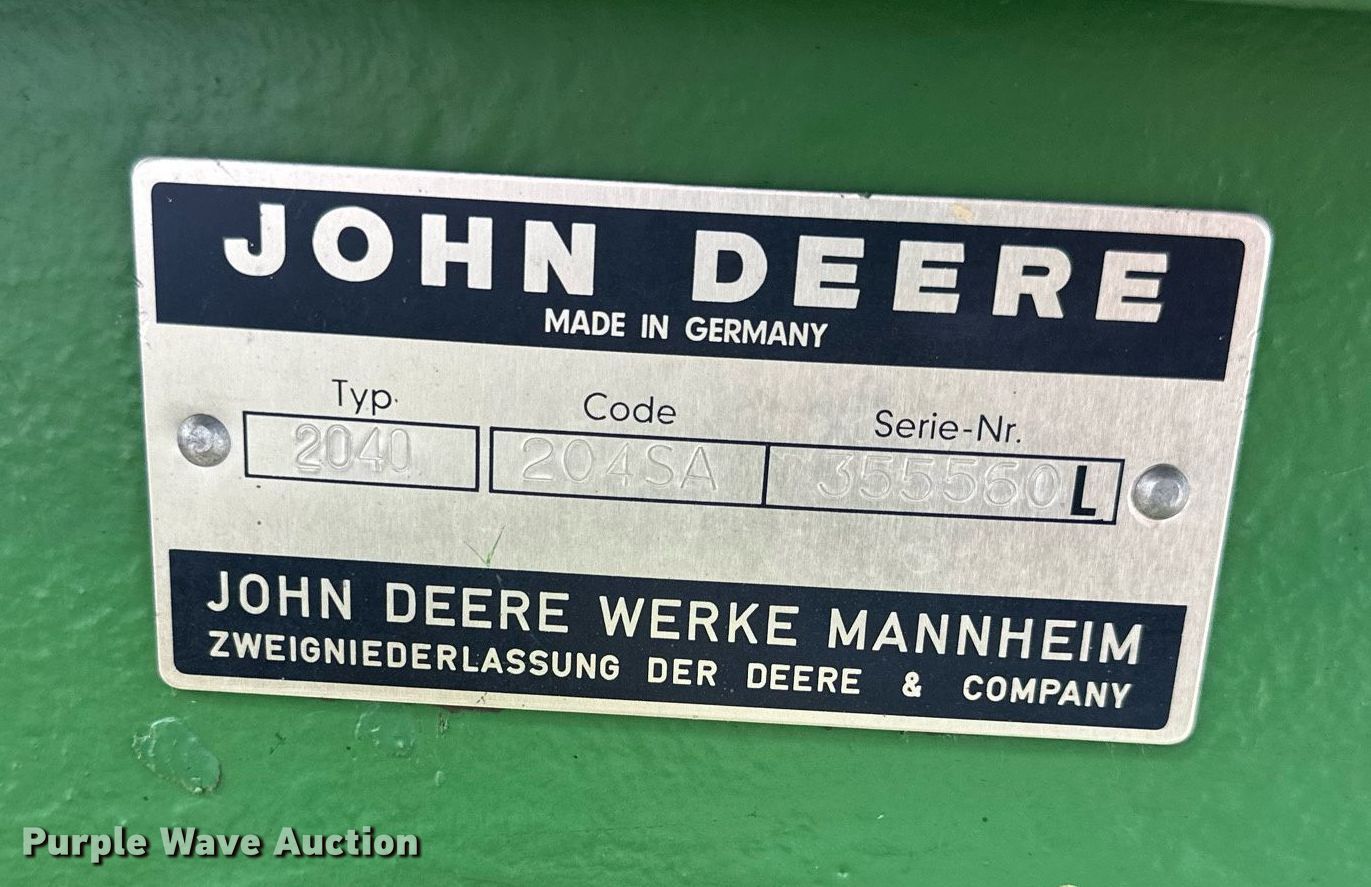 JOHN DEERE
MADE IN GERMANY
Typ. Code Serie-Nr.
2040 204SA 355560L
JOHN DEERE WERKE MANNHEIM
ZWEIGNIEDERLASSUNG DER DEERE & COMPANY
Purple Wave Auction